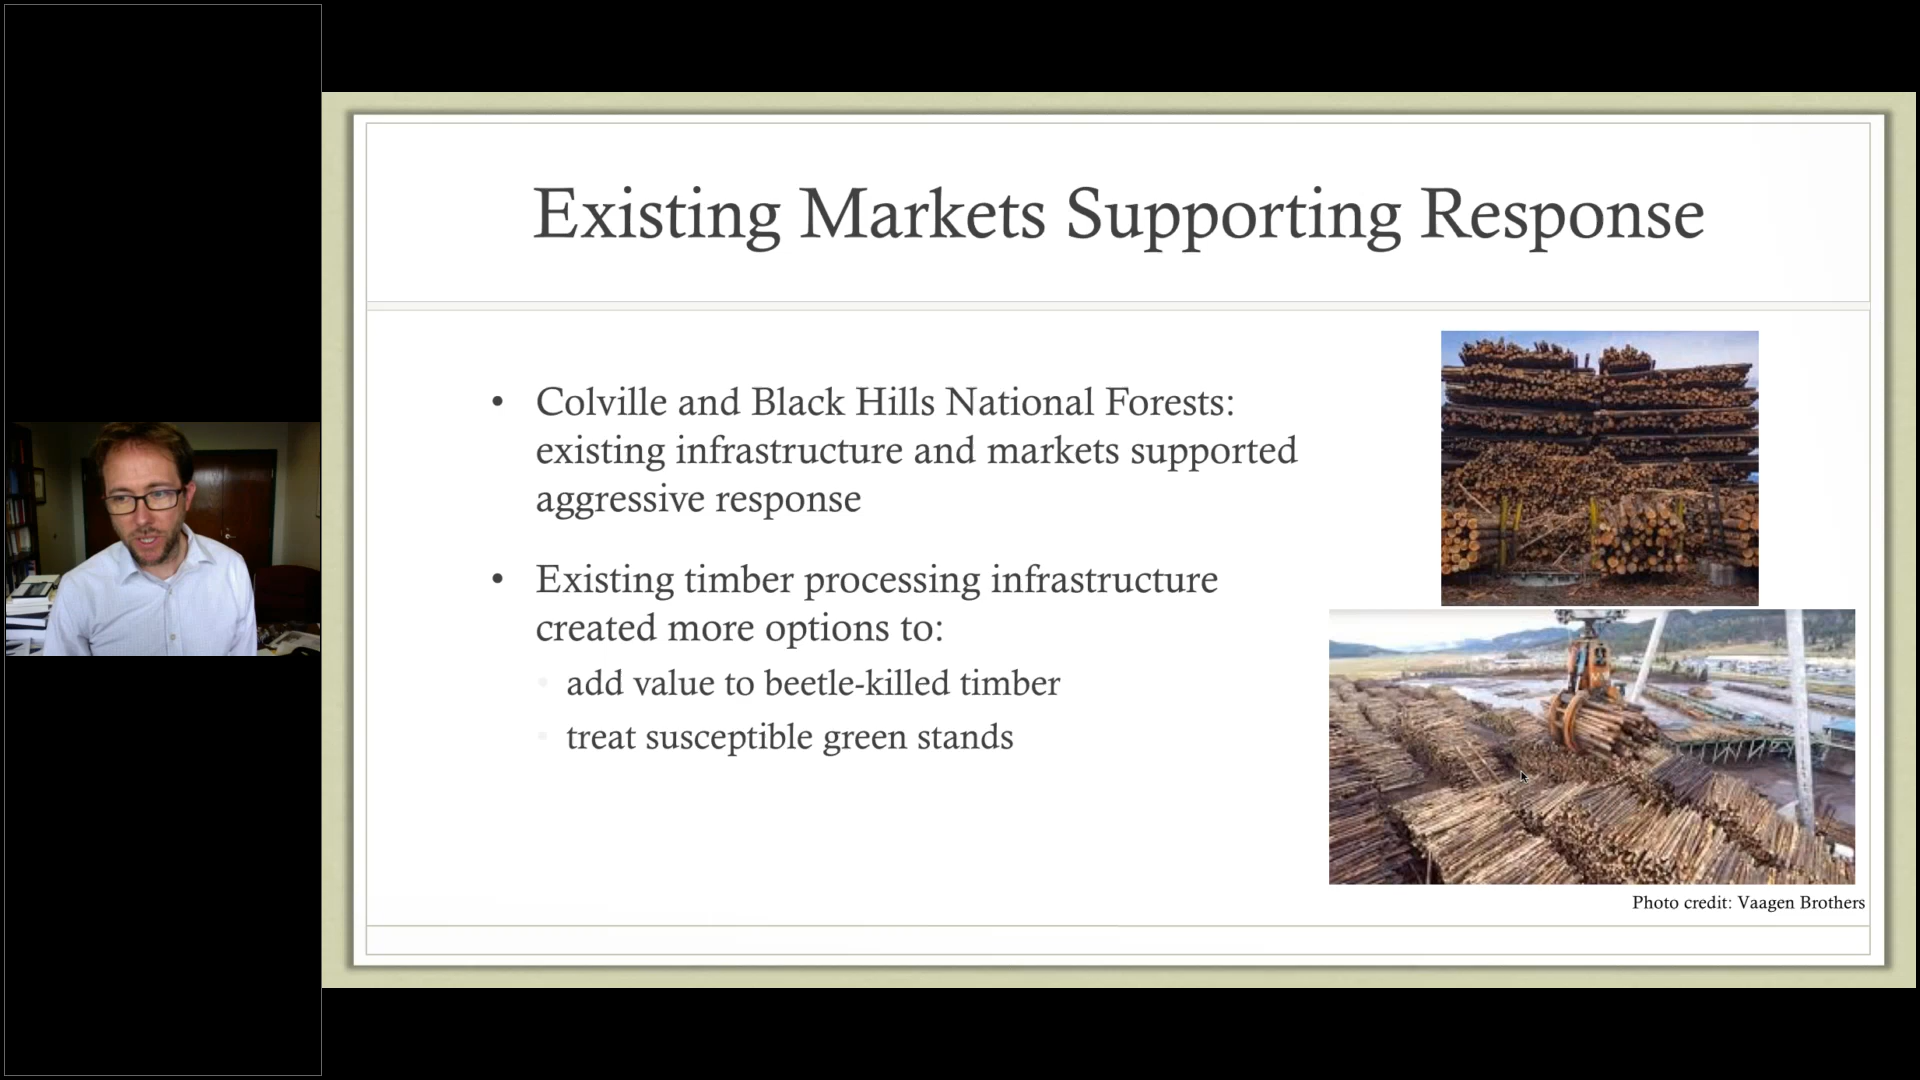 Existing Markets Supporting Response
• Colville and Black Hills National Forests:
existing infrastructure and markets supported
aggressive response
• Existing timber processing infrastructure
created more options to:
add value to beetle-killed timber
treat susceptible green stands
Photo credit: Vaagen Brothers